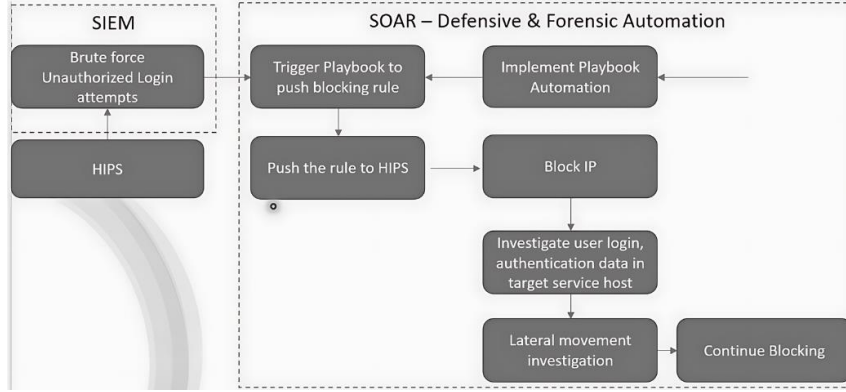 SIEM
SOAR – Defensive & Forensic Automation
Brute force
Unauthorized Login
attempts
Trigger Playbook to
push blocking rule
Implement Playbook
Automation
HIPS
Push the rule to HIPS
Block IP
Investigate user login,
authentication data in
target service host
Lateral movement
investigation
Continue Blocking